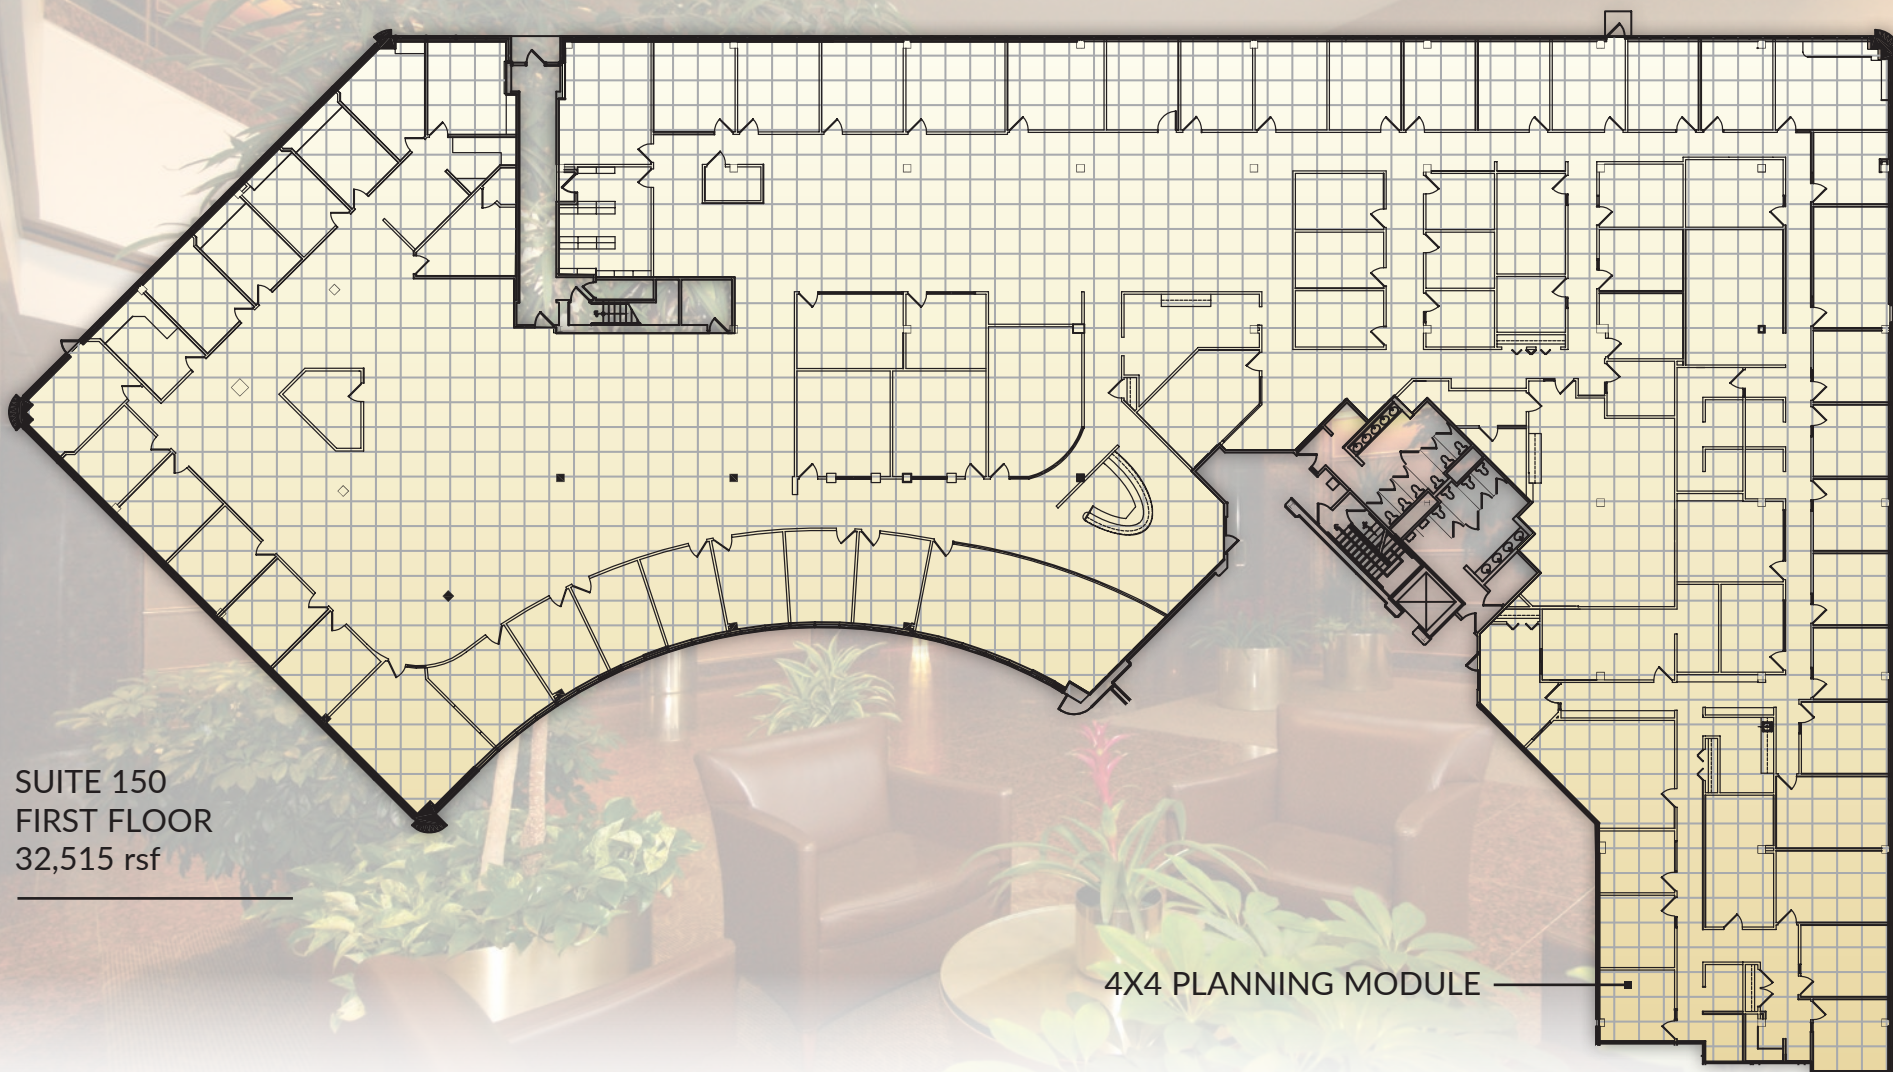 SUITE 150
FIRST FLOOR
32,515 rsf
4X4 PLANNING MODULE